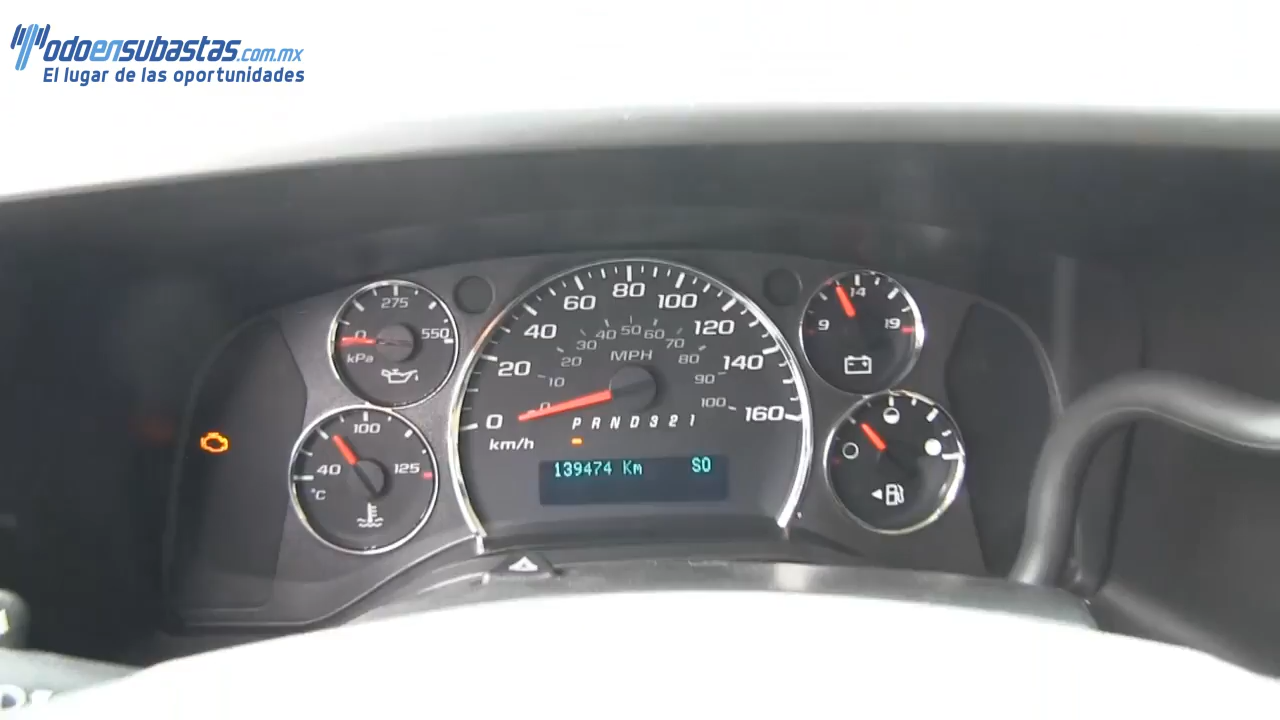 Todoensubastas.com.mx
El lugar de las oportunidades
0 275 550
kPa
40 100 125
°C
0 20 40 60 80 100 120 140 160
km/h
0 10 20 30 40 50 60 70 80 90 100
MPH
P R N D 3 2 1
139474 Km SO
9 14 19